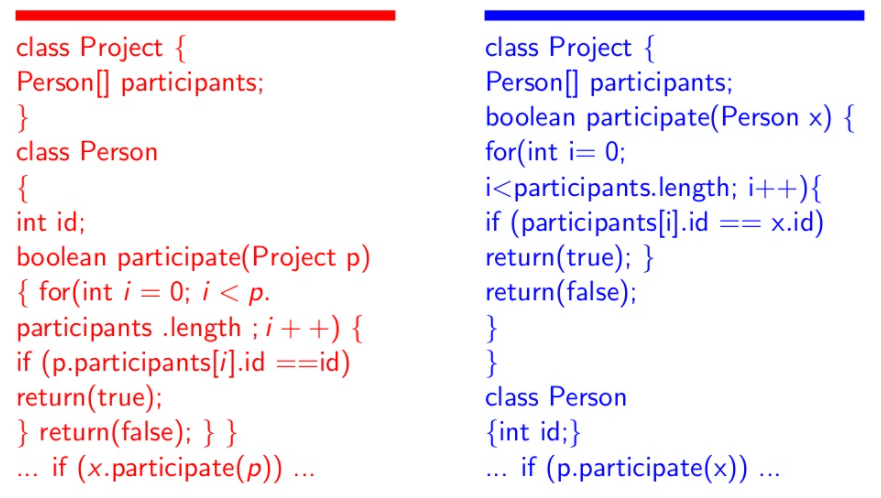 class Project {
Person[] participants;
}
class Person
{
int id;
boolean participate(Project p)
{ for(int i = 0; i < p.
participants .length ; i + +) {
if (p.participants[i].id ==id)
return(true);
} return(false); } }
... if (x.participate(p)) ...
class Project {
Person[] participants;
boolean participate(Person x) {
for(int i= 0;
i<participants.length; i++){
if (participants[i].id == x.id)
return(true); }
return(false);
}
}
class Person
{int id;}
... if (p.participate(x)) ...